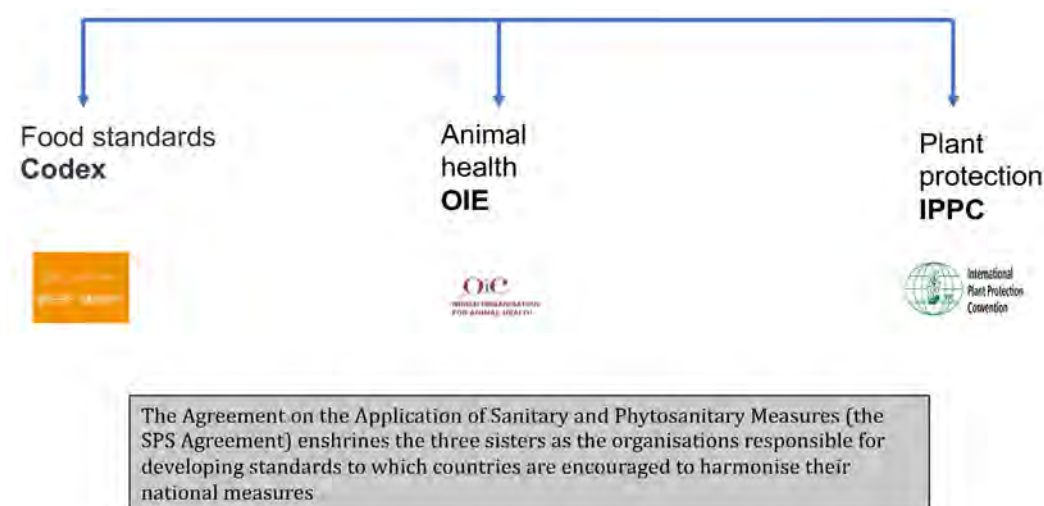 Food standards
Codex
Animal
health
OIE
Plant
protection
IPPC
OiE
WORLD ORGANISATION
FOR ANIMAL HEALTH
International
Plant Protection
Convention
The Agreement on the Application of Sanitary and Phytosanitary Measures (the
SPS Agreement) enshrines the three sisters as the organisations responsible for
developing standards to which countries are encouraged to harmonise their
national measures